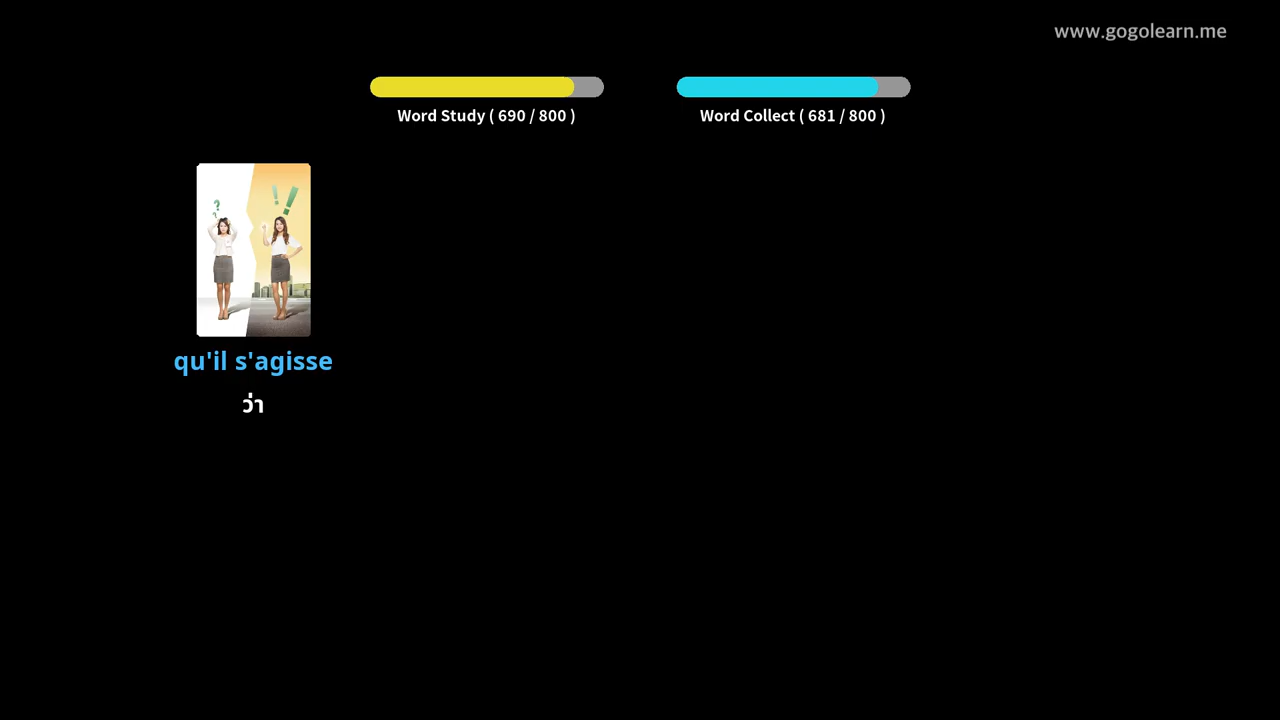 www.gogolearn.me
Word Study ( 690 / 800 )
Word Collect ( 681 / 800 )
? ?
! !
qu'il s'agisse
ว่า